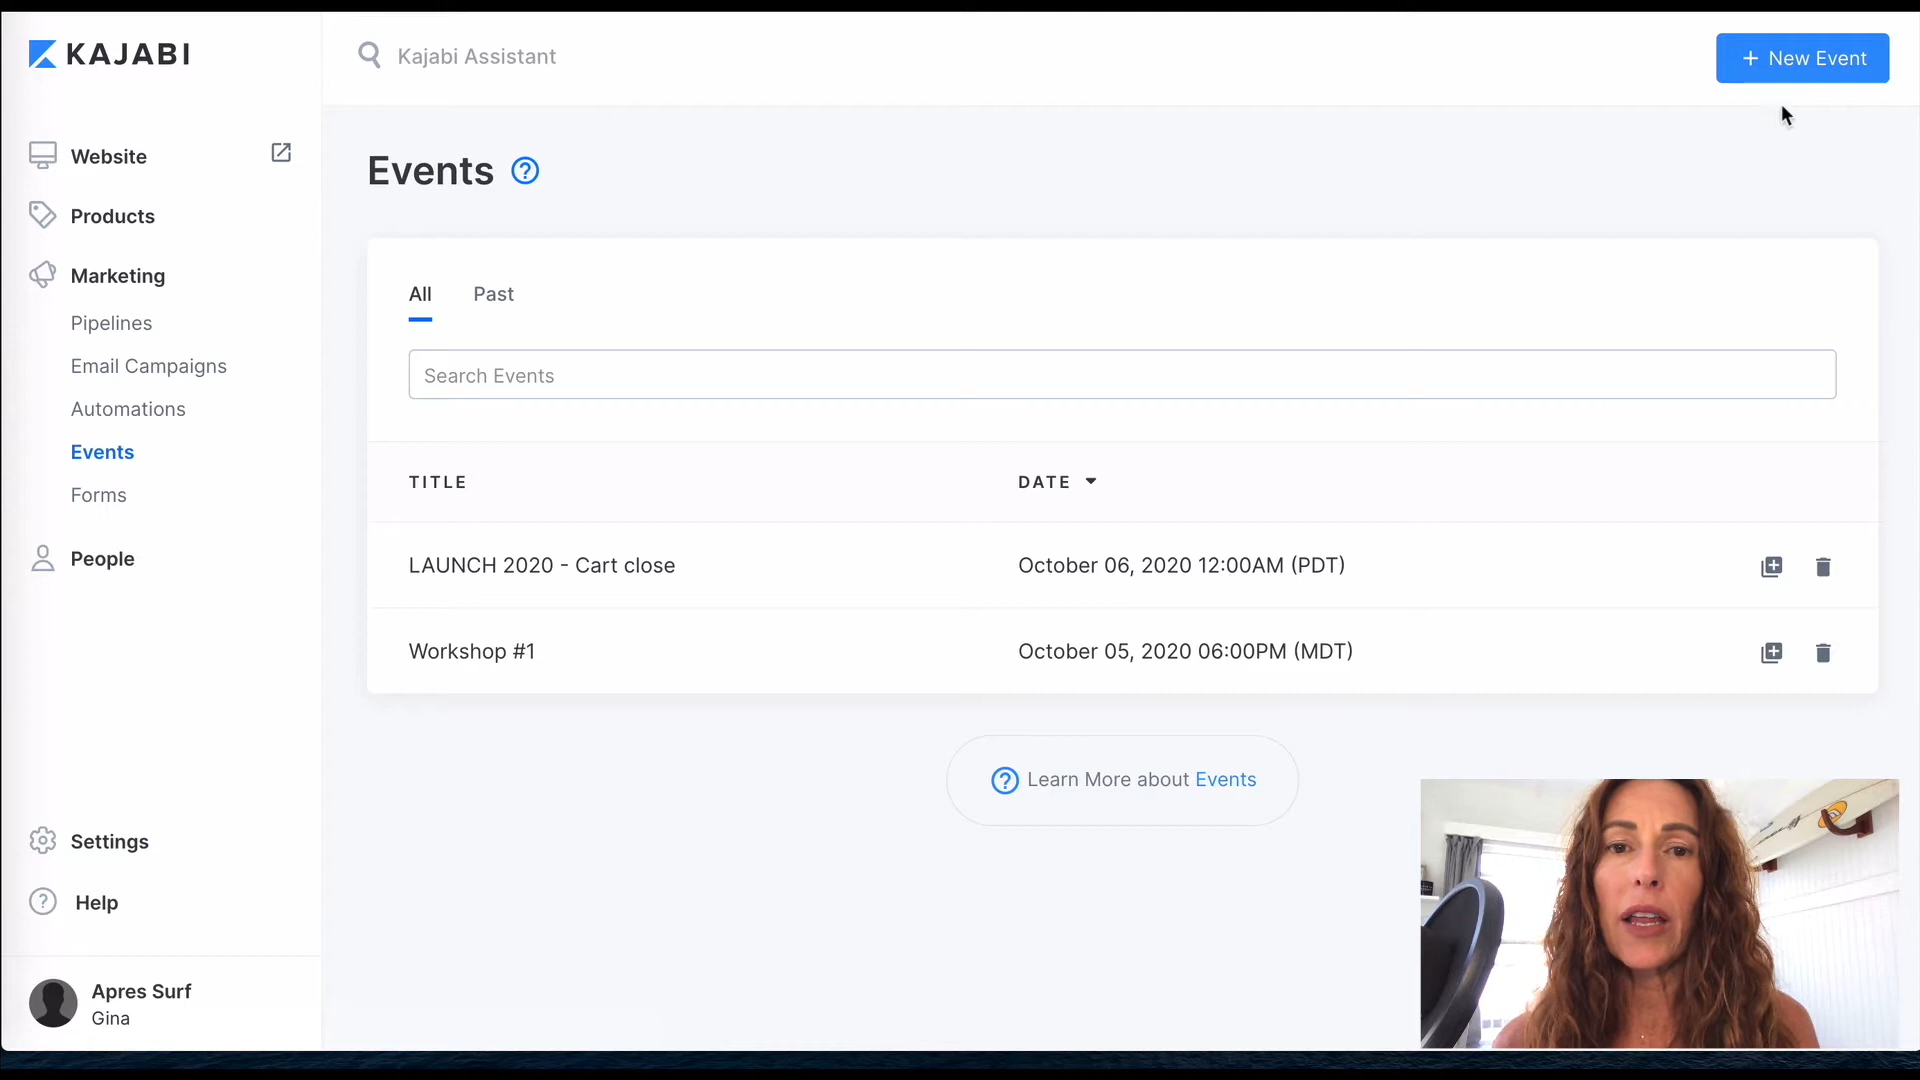 KAJABI
Kajabi Assistant
+ New Event
Website
Products
Marketing
Pipelines
Email Campaigns
Automations
Events
Forms
People
Settings
Help
Apres Surf
Gina
Events ?
All Past
Search Events
TITLE DATE
LAUNCH 2020 - Cart close October 06, 2020 12:00AM (PDT)
Workshop #1 October 05, 2020 06:00PM (MDT)
? Learn More about Events